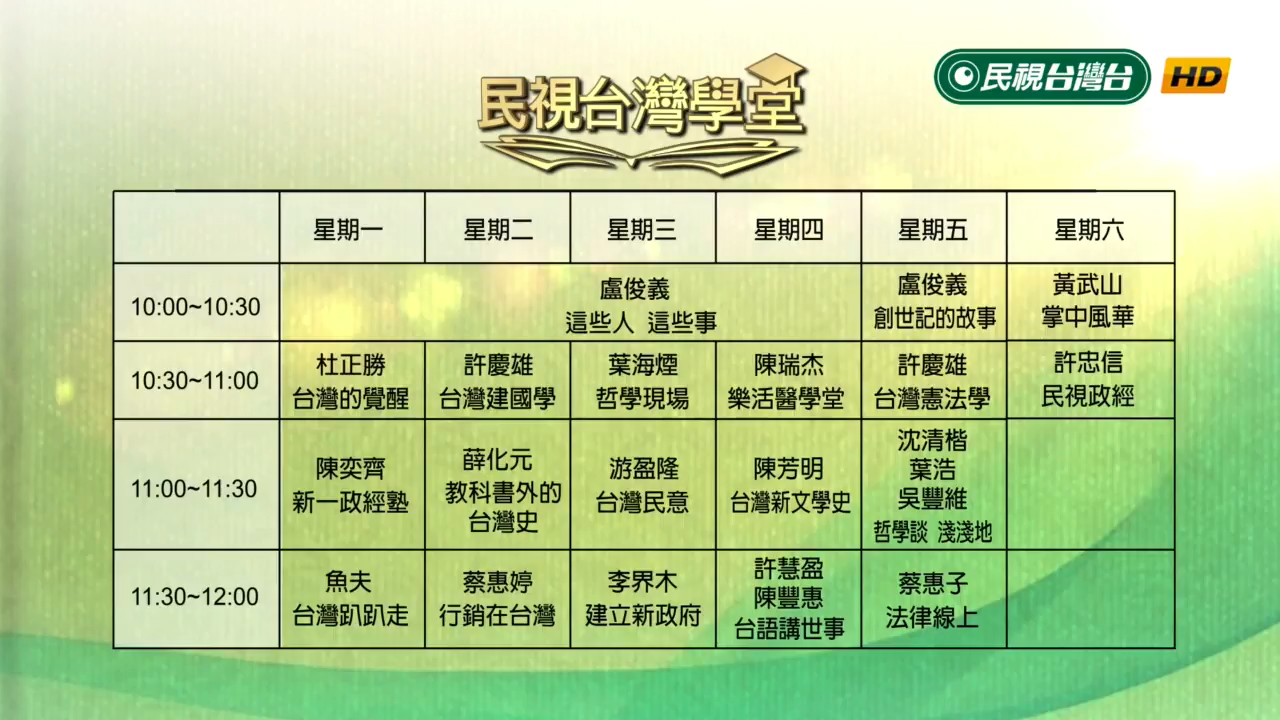 民視台灣學堂
民視台灣台 HD
星期一 星期二 星期三 星期四 星期五 星期六
10:00~10:30
盧俊義
這些人 這些事
盧俊義
創世記的故事
黃武山
掌中風華
10:30~11:00
杜正勝
台灣的覺醒
許慶雄
台灣建國學
葉海煙
哲學現場
陳瑞杰
樂活醫學堂
許慶雄
台灣憲法學
許忠信
民視政經
11:00~11:30
陳奕齊
新一政經塾
薛化元
教科書外的
台灣史
游盈隆
台灣民意
陳芳明
台灣新文學史
沈清楷
葉浩
吳豐維
哲學談 淺淺地
11:30~12:00
魚夫
台灣趴趴走
蔡惠婷
行銷在台灣
李界木
建立新政府
許慧盈
陳豐惠
台語講世事
蔡惠子
法律線上